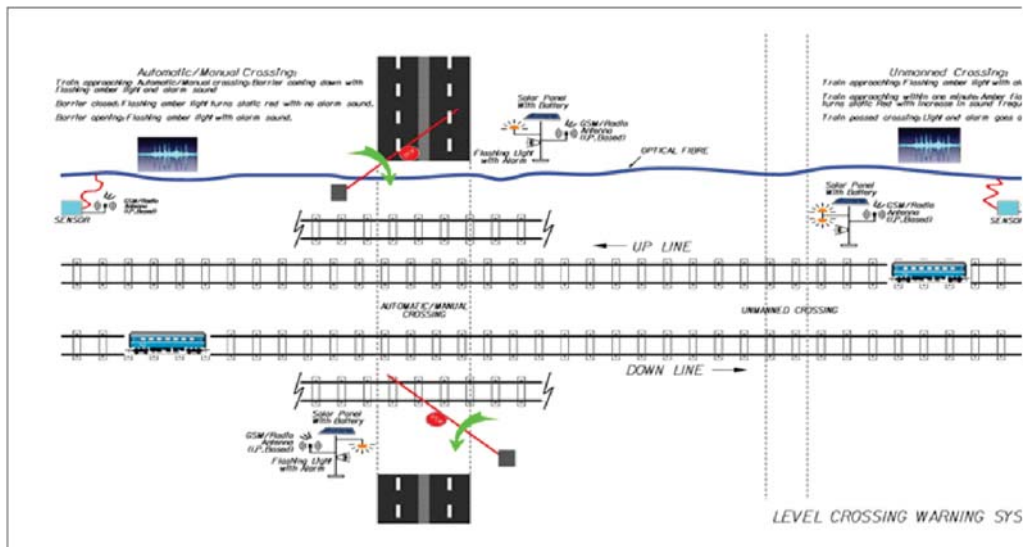 Automatic/Manual Crossing:
Train approaching Automatic/Manual crossing: Barrier coming down with
flashing amber light and alarm sound
Barrier closed: Flashing amber light turns static red with no alarm sound.
Barrier opening: Flashing amber light with alarm sound.
Unmanned Crossing:
Train approaching: Flashing amber light with
Train approaching within one minute: Amber
turns static Red with increase in sound
Train passed crossing: Light and alarm goes
Solar Panel
With Battery
GSM/Radio
Antenna
(I.P. Based)
Flashing Light
with Alarm
OPTICAL FIBRE
GSM/Radio
Antenna
(I.P. Based)
SENSOR
Solar Panel
With Battery
GSM/Radio
Antenna
(I.P. Based)
UP LINE
AUTOMATIC/MANUAL
CROSSING
UNMANNED CROSSING
DOWN LINE
Solar Panel
With Battery
GSM/Radio
Antenna
(I.P. Based)
Flashing Light
with Alarm
LEVEL CROSSING WARNING